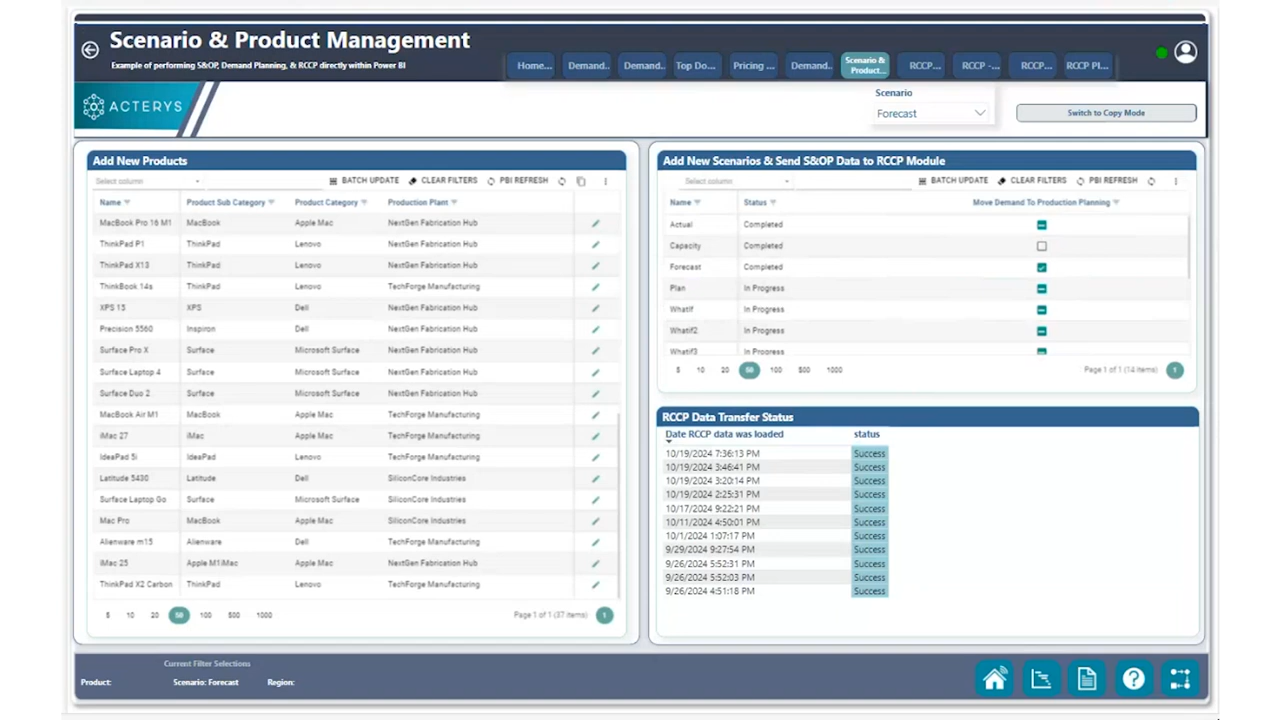 Scenario & Product Management
Example of performing S&OP, Demand Planning, & RCCP directly within Power BI
Home... Demand.. Demand.. Top Do... Pricing ... Demand.. Scenario & Product... RCCP... RCCP -... RCCP... RCCP Pl...
ACTERYS
Scenario
Forecast
Switch to Copy Mode
Add New Products
Select column BATCH UPDATE CLEAR FILTERS PBI REFRESH
Name Product Sub Category Product Category Production Plant
MacBook Pro 16 M1 MacBook Apple Mac NextGen Fabrication Hub
ThinkPad P1 ThinkPad Lenovo NextGen Fabrication Hub
ThinkPad X13 ThinkPad Lenovo NextGen Fabrication Hub
ThinkBook 14s ThinkPad Lenovo TechForge Manufacturing
XPS 15 XPS Dell NextGen Fabrication Hub
Precision 5560 Inspiron Dell NextGen Fabrication Hub
Surface Pro X Surface Microsoft Surface NextGen Fabrication Hub
Surface Laptop 4 Surface Microsoft Surface NextGen Fabrication Hub
Surface Duo 2 Surface Microsoft Surface NextGen Fabrication Hub
MacBook Air M1 MacBook Apple Mac TechForge Manufacturing
iMac 27 iMac Apple Mac TechForge Manufacturing
IdeaPad 5i IdeaPad Lenovo TechForge Manufacturing
Latitude 5430 Latitude Dell SiliconCore Industries
Surface Laptop Go Surface Microsoft Surface SiliconCore Industries
Mac Pro MacBook Apple Mac SiliconCore Industries
Alienware m15 Alienware Dell TechForge Manufacturing
iMac 25 Apple M1iMac Apple Mac NextGen Fabrication Hub
ThinkPad X2 Carbon ThinkPad Lenovo TechForge Manufacturing
5 10 20 50 100 500 1000 Page 1 of 1 (37 items) 1
Add New Scenarios & Send S&OP Data to RCCP Module
Select column BATCH UPDATE CLEAR FILTERS PBI REFRESH
Name Status Move Demand To Production Planning
Actual Completed
Capacity Completed
Forecast Completed
Plan In Progress
Whatif In Progress
Whatif2 In Progress
Whatif3 In Progress
5 10 20 50 100 500 1000 Page 1 of 1 (14 items) 1
RCCP Data Transfer Status
Date RCCP data was loaded status
10/19/2024 7:36:13 PM Success
10/19/2024 3:46:41 PM Success
10/19/2024 3:20:14 PM Success
10/19/2024 2:25:31 PM Success
10/17/2024 9:22:21 PM Success
10/11/2024 4:50:01 PM Success
10/1/2024 1:07:17 PM Success
9/29/2024 9:27:54 PM Success
9/26/2024 5:52:31 PM Success
9/26/2024 5:52:03 PM Success
9/26/2024 4:51:18 PM Success
Current Filter Selections
Product: Scenario: Forecast Region: